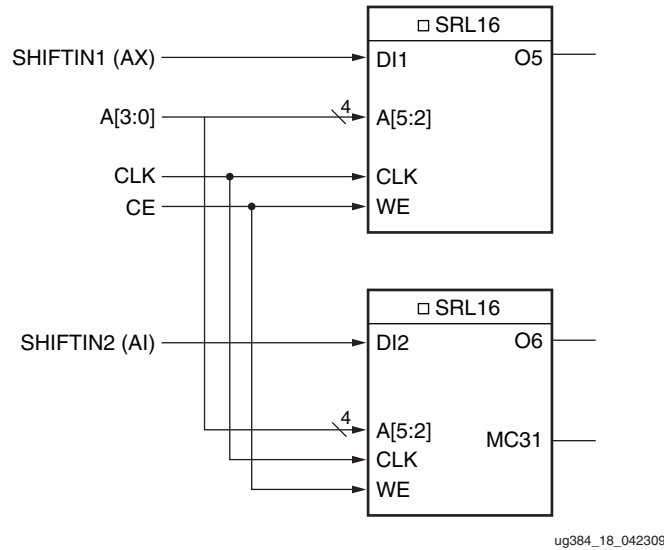 □ SRL16
SHIFTIN1 (AX)
DI1
O5
A[3:0]
4
A[5:2]
CLK
CLK
CE
WE
□ SRL16
SHIFTIN2 (AI)
DI2
O6
4
A[5:2]
MC31
CLK
WE
ug384_18_042309